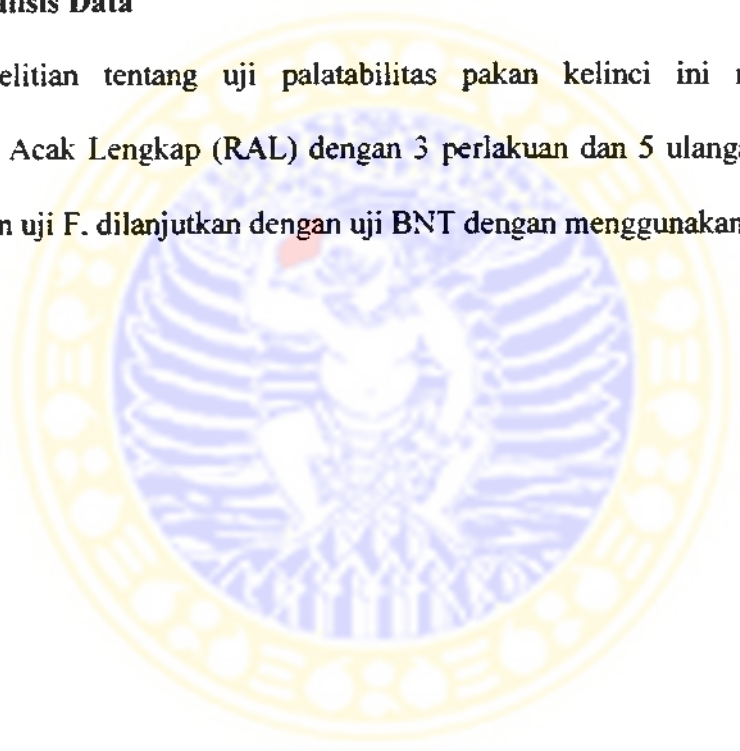 alisis Data
elitian tentang uji palatabilitas pakan kelinci ini
Acak Lengkap (RAL) dengan 3 perlakuan dan 5 ulang
n uji F. dilanjutkan dengan uji BNT dengan menggunakan